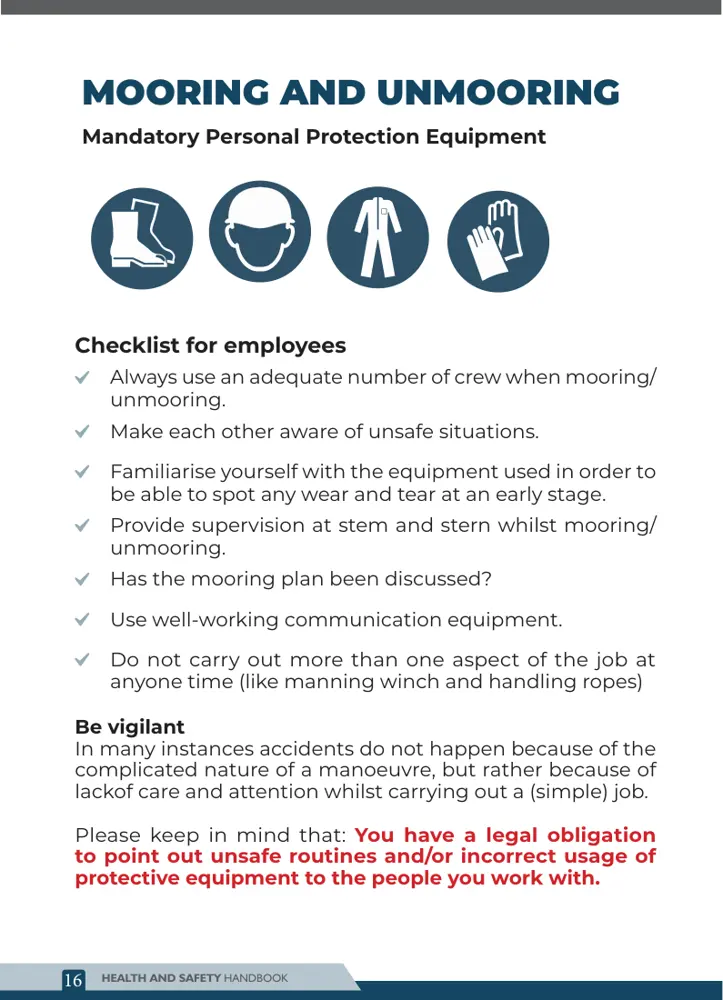 MOORING AND UNMOORING
Mandatory Personal Protection Equipment
Checklist for employees
Always use an adequate number of crew when mooring/
unmooring.
Make each other aware of unsafe situations.
Familiarise yourself with the equipment used in order to
be able to spot any wear and tear at an early stage.
Provide supervision at stem and stern whilst mooring/
unmooring.
Has the mooring plan been discussed?
Use well-working communication equipment.
Do not carry out more than one aspect of the job at
anyone time (like manning winch and handling ropes)
Be vigilant
In many instances accidents do not happen because of the
complicated nature of a manoeuvre, but rather because of
lackof care and attention whilst carrying out a (simple) job.
Please keep in mind that: You have a legal obligation
to point out unsafe routines and/or incorrect usage of
protective equipment to the people you work with.
16 HEALTH AND SAFETY HANDBOOK